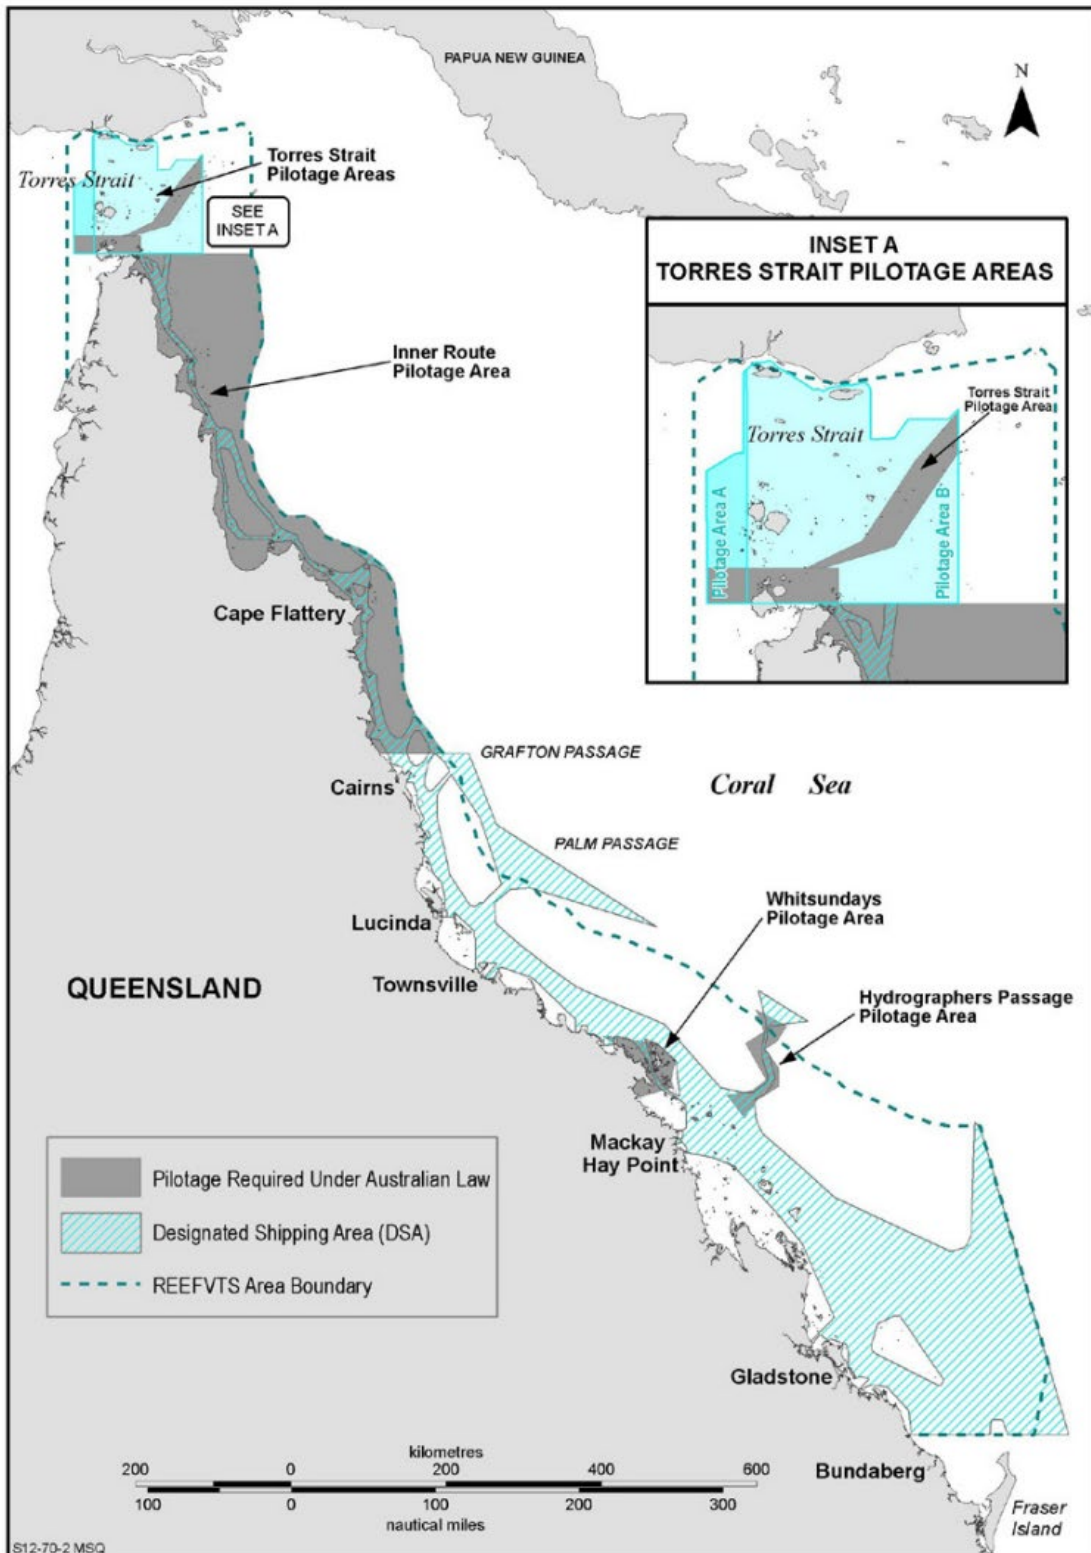 PAPUA NEW GUINEA
N
Torres Strait
Torres Strait
Pilotage Areas
SEE
INSET A
INSET A
TORRES STRAIT PILOTAGE AREAS
Torres Strait
Pilotage Area
Torres Strait
Pilotage Area A
Pilotage Area B
Inner Route
Pilotage Area
Cape Flattery
GRAFTON PASSAGE
Cairns
Coral Sea
PALM PASSAGE
Whitsundays
Pilotage Area
Lucinda
Townsville
QUEENSLAND
Hydrographers Passage
Pilotage Area
Mackay
Hay Point
Pilotage Required Under Australian Law
Designated Shipping Area (DSA)
REEFVTS Area Boundary
Gladstone
kilometres
200 0 200 400 600
100 0 100 200 300
nautical miles
Bundaberg
Fraser
Island
S12-70-2 MSQ